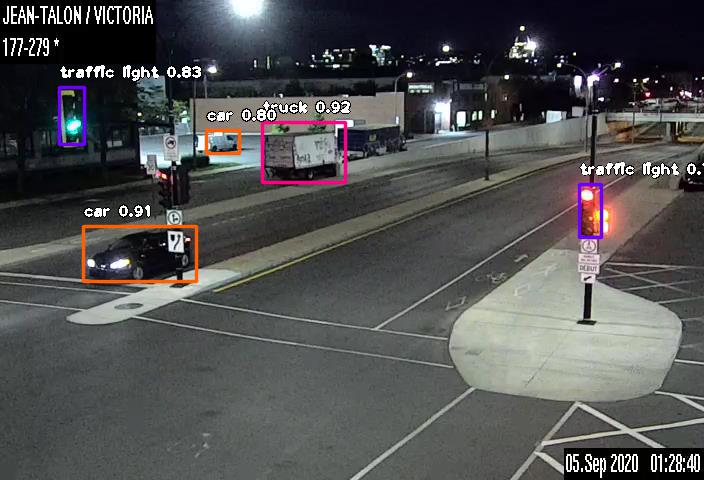 JEAN-TALON / VICTORIA
177-279 *
traffic light 0.83
car 0.80
truck 0.92
traffic light 0.
car 0.91
DÉBUT
05.Sep 2020 01:28:40